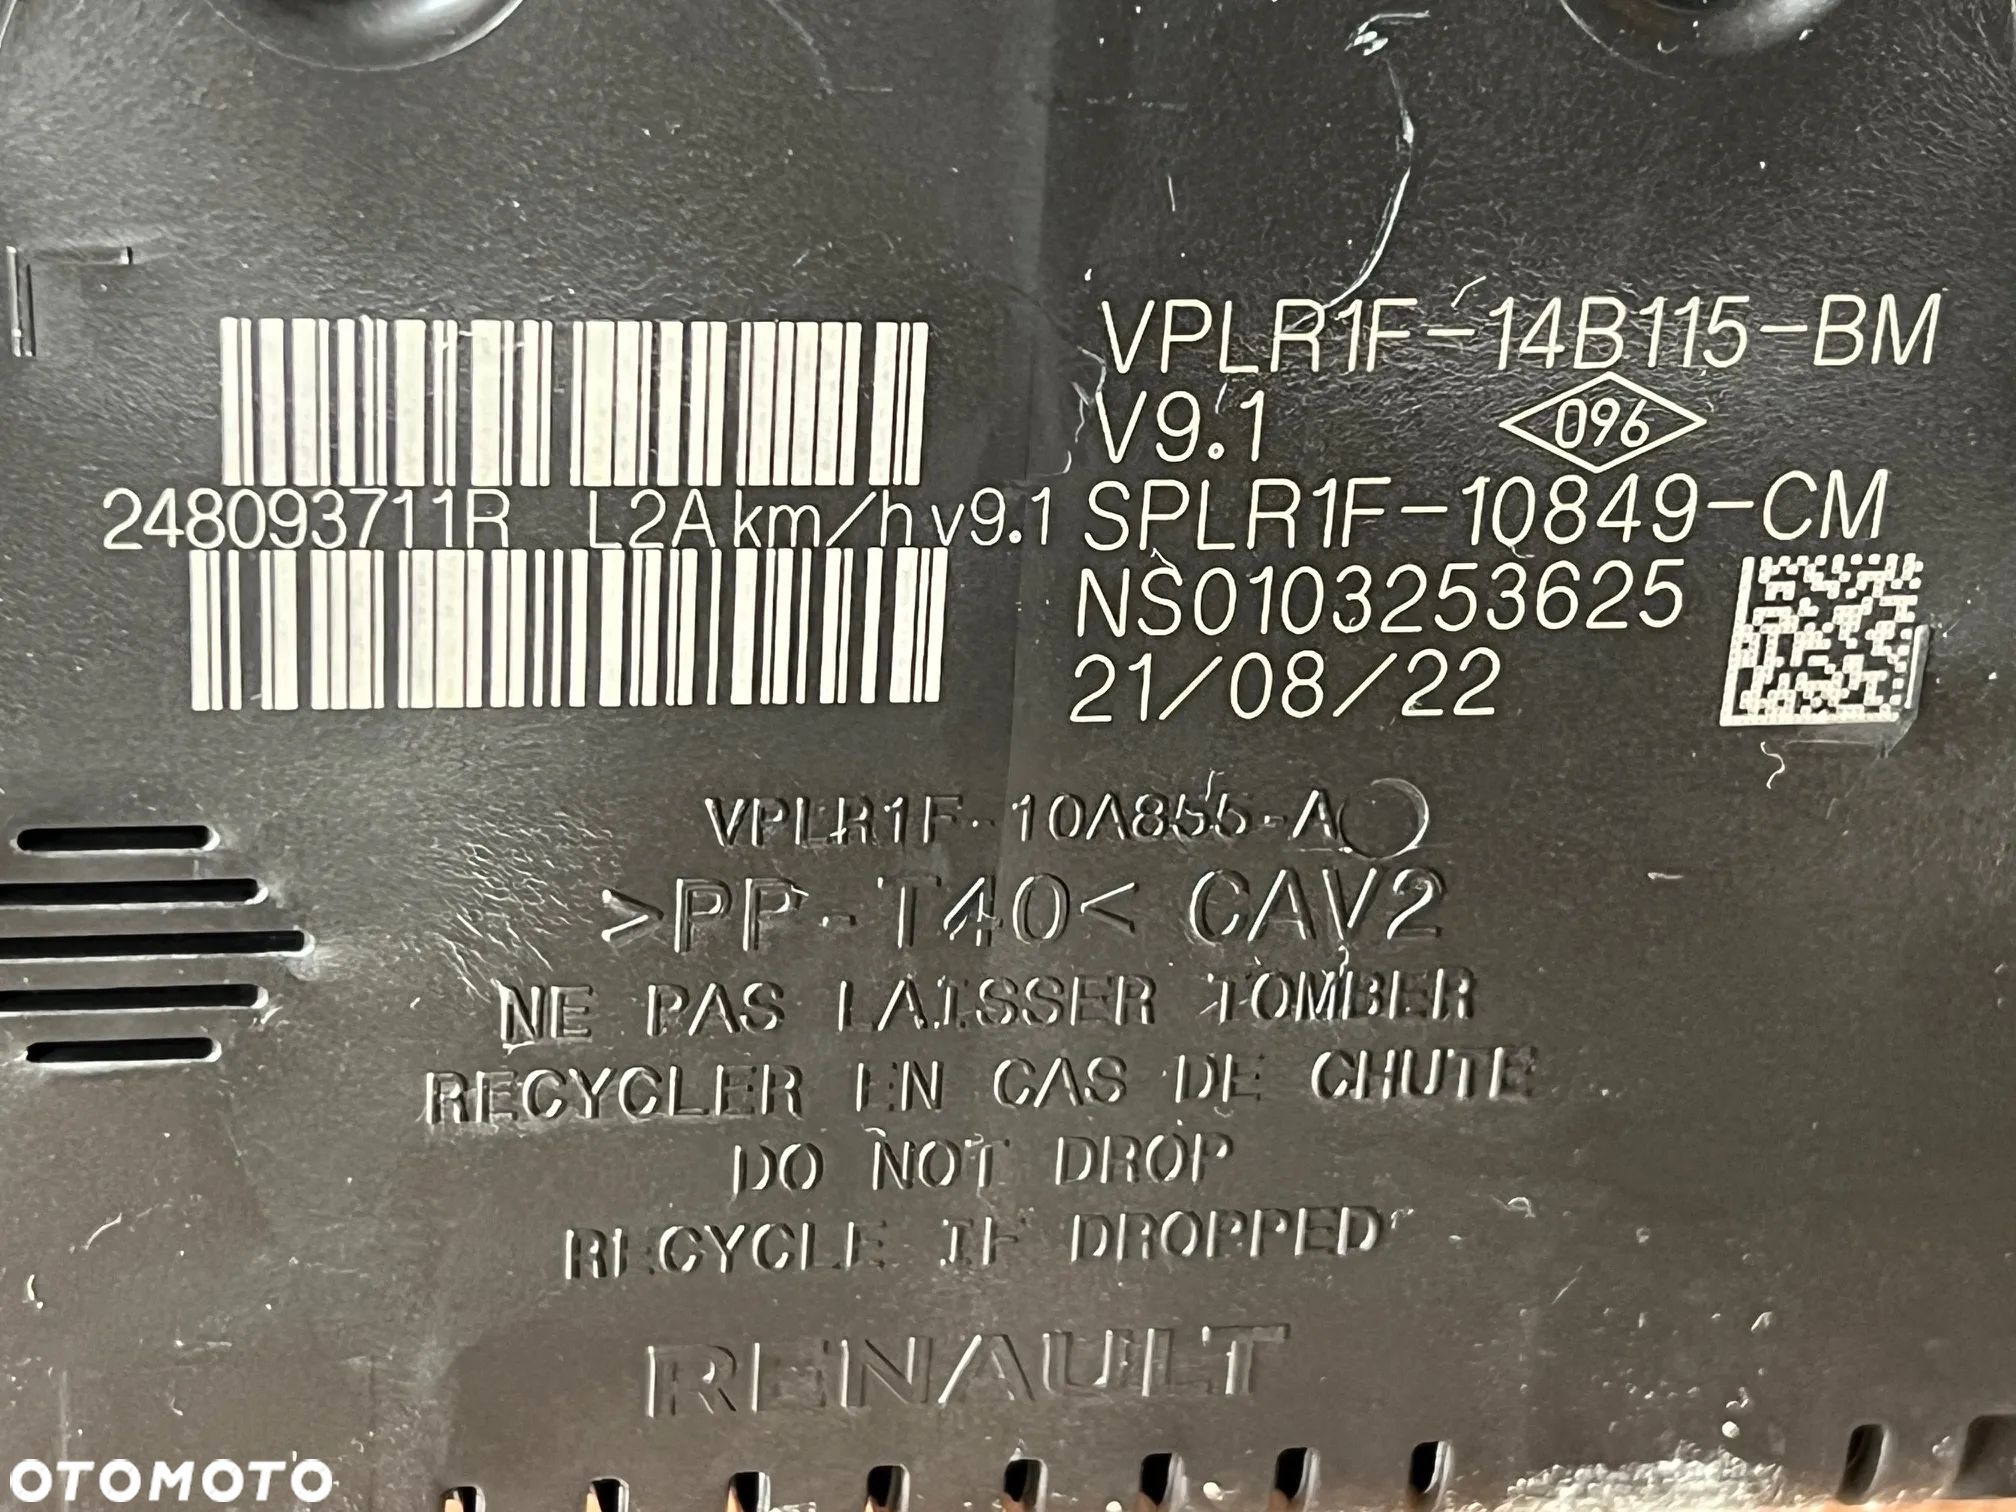 VPLR1F-14B115-BM
V9.1
096
248093711R L2A km/h v9.1
SPLR1F-10849-CM
NS0103253625
21/08/22
VPLR1F-10A855-A
>PP-T40< CAV2
NE PAS LAISSER TOMBER
RECYCLER EN CAS DE CHUTE
DO NOT DROP
RECYCLE IF DROPPED
RENAULT
OTOMOTO